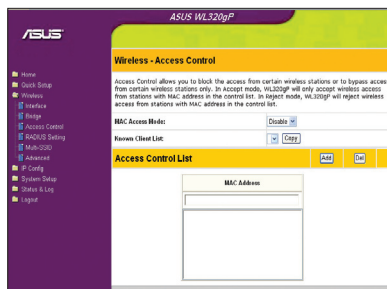 ASUS WL320gP
ASUS
Home
Quick Setup
Wireless
Interface
Bridge
Access Control
RADIUS Setting
Multi-SSID
Advanced
IP Config
System Setup
Status & Log
Logout
Wireless - Access Control
Access Control allows you to block the access from certain wireless stations or to bypass acces
from certain wireless stations only. In Accept mode, WL320gP will only accept wireless access
from stations with MAC address in the control list. In Reject mode, WL320gP will reject wireless
access from stations with MAC address in the control list.
MAC Access Mode: Disable
Known Client List: Copy
Access Control List Add Del
MAC Address